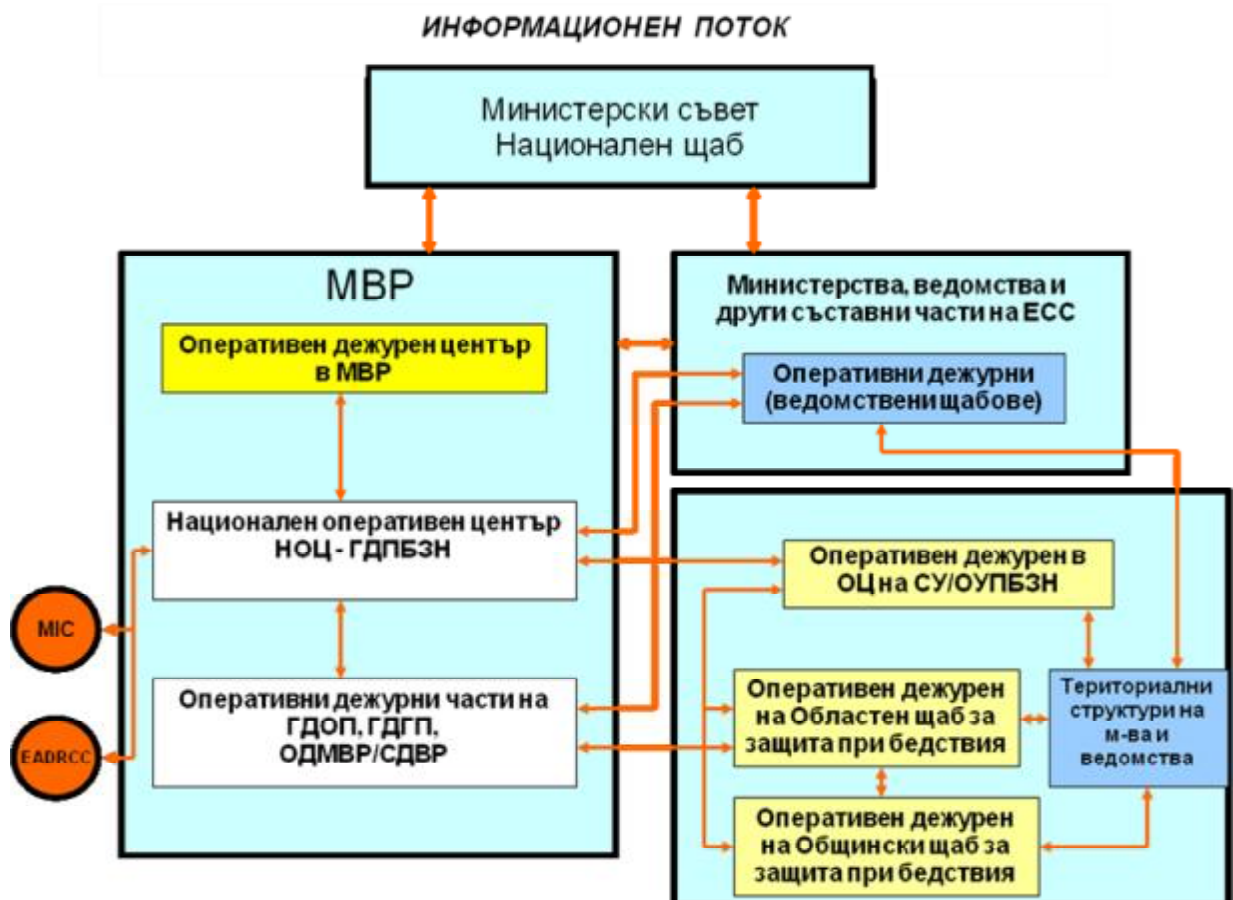 ИНФОРМАЦИОНЕН ПОТОК
Министерски съвет
Национален щаб
МВР
Оперативен дежурен център
в МВР
Национален оперативен център
НОЦ - ГДПБЗН
Оперативни дежурни части на
ГДОП, ГДГП,
ОДМВР/СДВР
MIC
EADRCC
Министерства, ведомства и
други съставни части на ЕСС
Оперативни дежурни
(ведомствени щабове)
Оперативен дежурен в
ОЦ на СУ/ОУПБЗН
Оперативен дежурен
на Областен щаб за
защита при бедствия
Териториални
структури на
м-ва и
ведомства
Оперативен дежурен
на Общински щаб за
защита при бедствия